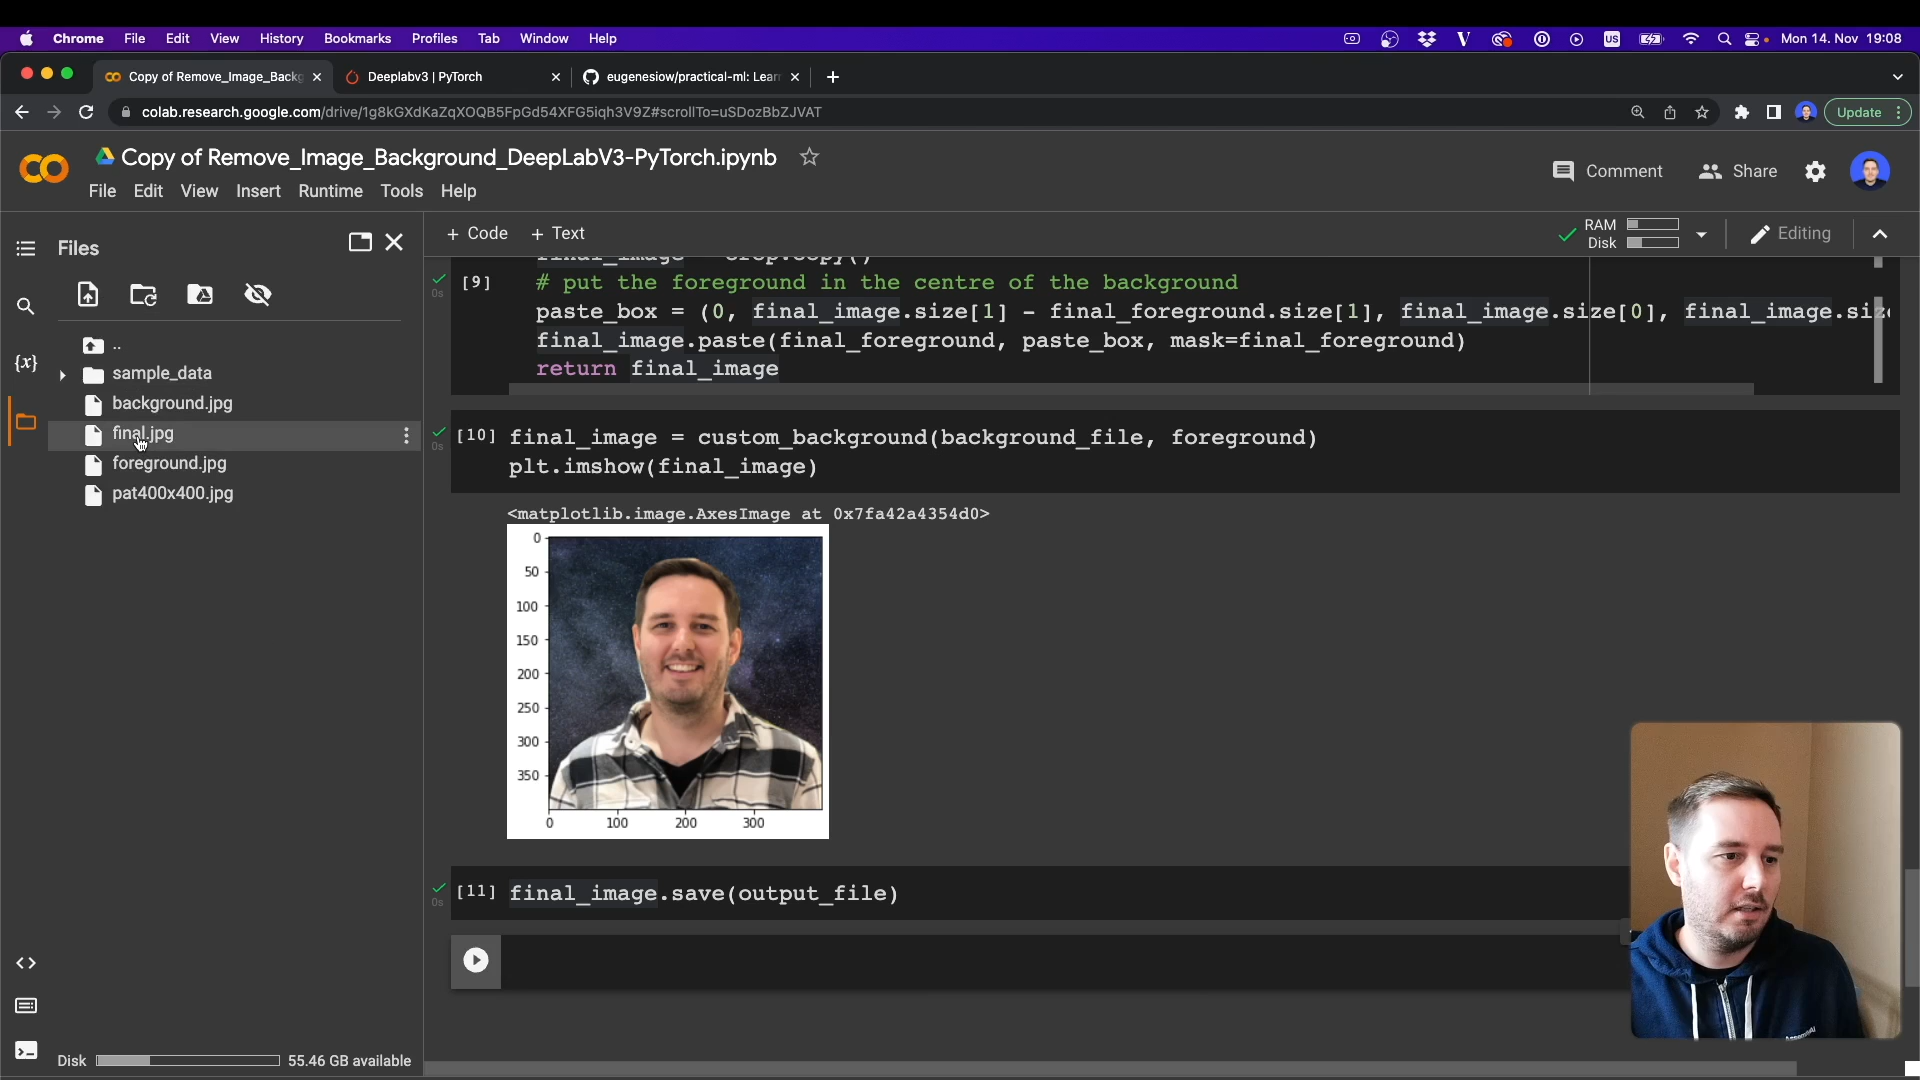 Chrome File Edit View History Bookmarks Profiles Tab Window Help US Mon 14. Nov 19:08
Copy of Remove_Image_Backg Deeplabv3 | PyTorch eugenesiow/practical-ml: Lear
colab.research.google.com/drive/1g8kGXdKaZqXOQB5FpGd54XFG5iqh3V9Z#scrollTo=uSDozBbZJVAT Update
Copy of Remove_Image_Background_DeepLabV3-PyTorch.ipynb
File Edit View Insert Runtime Tools Help
Comment Share
Files
+ Code + Text
RAM
Disk
Editing
{x}
..
sample_data
background.jpg
final.jpg
foreground.jpg
pat400x400.jpg
Disk 55.46 GB available
final_image = crop.copy()
[9] # put the foreground in the centre of the background
0s
paste_box = (0, final_image.size[1] - final_foreground.size[1], final_image.size[0], final_image.siz
final_image.paste(final_foreground, paste_box, mask=final_foreground)
return final_image
[10] final_image = custom_background(background_file, foreground)
0s
plt.imshow(final_image)
<matplotlib.image.AxesImage at 0x7fa42a4354d0>
0
50
100
150
200
250
300
350
0 100 200 300
[11] final_image.save(output_file)
0s
AssemblyAI